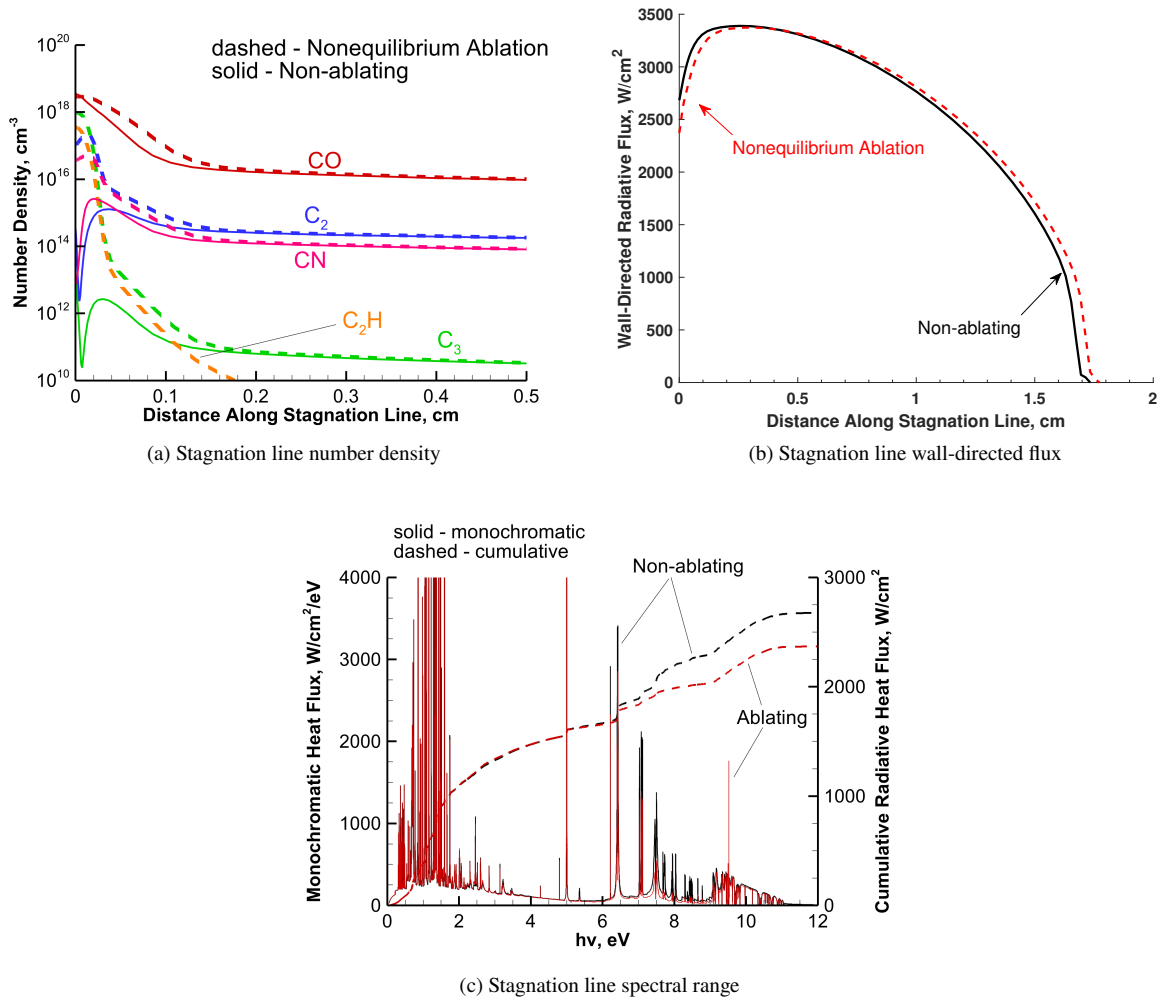 dashed - Nonequilibrium Ablation
solid - Non-ablating
Number Density, cm-3
10^20
10^18
10^16
10^14
10^12
10^10
CO
C2
CN
C2H
C3
0 0.1 0.2 0.3 0.4 0.5
Distance Along Stagnation Line, cm
(a) Stagnation line number density
Wall-Directed Radiative Flux, W/cm2
3500
3000
2500
2000
1500
1000
500
0
Nonequilibrium Ablation
Non-ablating
0 0.5 1 1.5 2
Distance Along Stagnation Line, cm
(b) Stagnation line wall-directed flux
solid - monochromatic
dashed - cumulative
Monochromatic Heat Flux, W/cm2/eV
4000
3000
2000
1000
0
Non-ablating
Ablating
3000
2000
1000
0
Cumulative Radiative Heat Flux, W/cm2
0 2 4 6 8 10 12
hν, eV
(c) Stagnation line spectral range